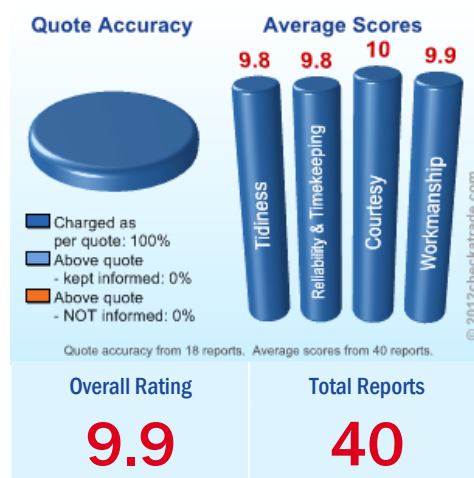 Quote Accuracy
Average Scores
9.8
9.8
10
9.9
Tidiness
Reliability & Timekeeping
Courtesy
Workmanship
Charged as
per quote: 100%
Above quote
- kept informed: 0%
Above quote
- NOT informed: 0%
© 2012checkatrade.com
Quote accuracy from 18 reports. Average scores from 40 reports.
Overall Rating
Total Reports
9.9
40